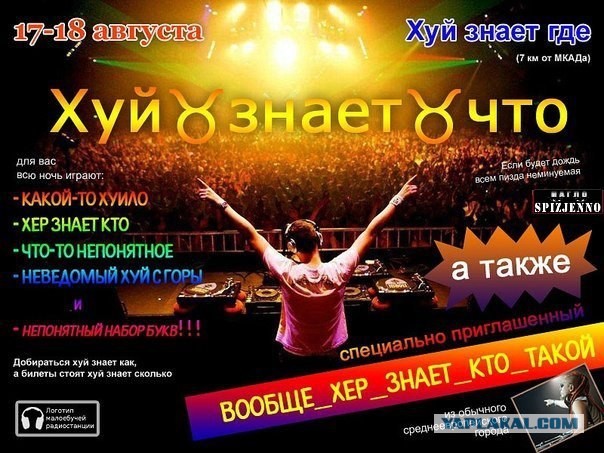 17-18 августа
Хуй знает где
(7 км от МКАДа)
Хуй знает что
для вас
всю ночь играют:
- КАКОЙ-ТО ХУИЛО
- ХЕР ЗНАЕТ КТО
- ЧТО-ТО НЕПОНЯТНОЕ
- НЕВЕДОМЫЙ ХУЙ С ГОРЫ
и
- НЕПОНЯТНЫЙ НАБОР БУКВ!!!
Если будет дождь
всем пизда неминуемая
НАГЛО
SPIZJENNO
а также
специально приглашенный
ВООБЩЕ_ХЕР_ЗНАЕТ_КТО_ТАКОЙ
из обычного
города
Добираться хуй знает как,
а билеты стоят хуй знает сколько
Логотип
малоебучей
радиостанции
YAPLAKAL.COM